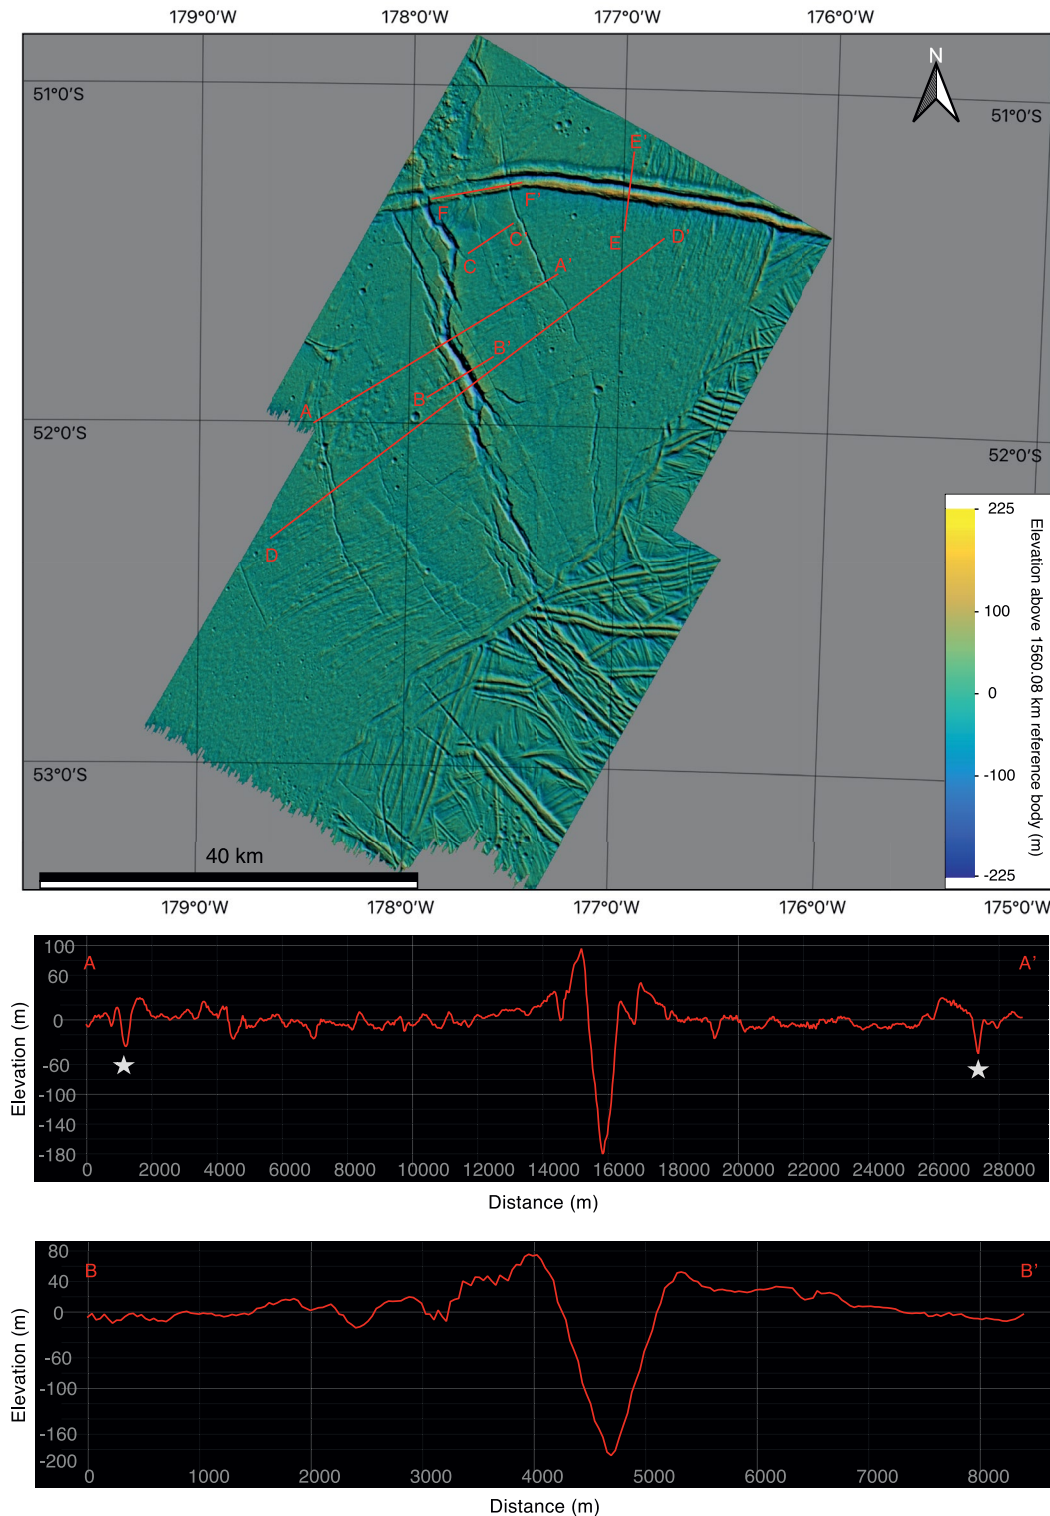 179°0′W 178°0′W 177°0′W 176°0′W
N
51°0′S 51°0′S
E'
F F'
C C'
E D'
A'
B B'
A
52°0′S 52°0′S
D
225
100
0
-100
-225
Elevation above 1560.08 km reference body (m)
53°0′S
40 km
179°0′W 178°0′W 177°0′W 176°0′W 175°0′W
A A'
100
60
0
-60
-100
-140
-180
Elevation (m)
0 2000 4000 6000 8000 10000 12000 14000 16000 18000 20000 22000 24000 26000 28000
Distance (m)
B B'
80
40
0
-60
-100
-160
-200
Elevation (m)
0 1000 2000 3000 4000 5000 6000 7000 8000
Distance (m)